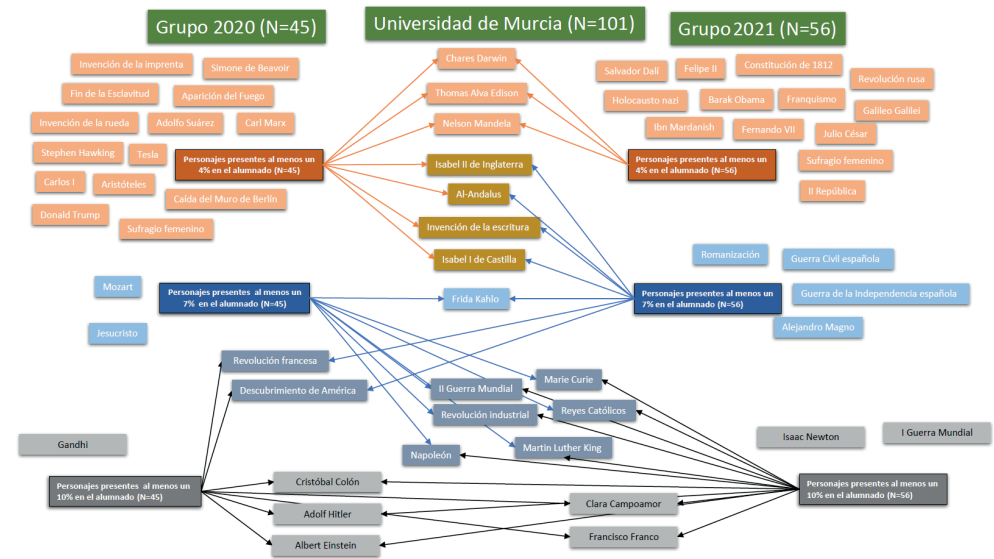 Grupo 2020 (N=45)
Universidad de Murcia (N=101)
Grupo 2021 (N=56)
Invención de la imprenta
Simone de Beavoir
Fin de la Esclavitud
Aparición del Fuego
Invención de la rueda
Adolfo Suárez
Carl Marx
Stephen Hawking
Tesla
Carlos I
Aristóteles
Caída del Muro de Berlín
Donald Trump
Sufragio femenino
Personajes presentes al menos un
4% en el alumnado (N=45)
Chares Darwin
Thomas Alva Edison
Nelson Mandela
Isabel II de Inglaterra
Al-Andalus
Invención de la escritura
Isabel I de Castilla
Salvador Dalí
Felipe II
Constitución de 1812
Revolución rusa
Holocausto nazi
Barak Obama
Franquismo
Galileo Galilei
Ibn Mardanish
Fernando VII
Julio César
Sufragio femenino
II República
Personajes presentes al menos un
4% en el alumnado (N=56)
Mozart
Jesucristo
Personajes presentes al menos un
7% en el alumnado (N=45)
Frida Kahlo
Personajes presentes al menos un
7% en el alumnado (N=56)
Romanización
Guerra Civil española
Guerra de la Independencia española
Alejandro Magno
Revolución francesa
Descubrimiento de América
II Guerra Mundial
Marie Curie
Revolución industrial
Reyes Católicos
Napoleón
Martin Luther King
Gandhi
Isaac Newton
I Guerra Mundial
Personajes presentes al menos un
10% en el alumnado (N=45)
Cristóbal Colón
Adolf Hitler
Albert Einstein
Clara Campoamor
Francisco Franco
Personajes presentes al menos un
10% en el alumnado (N=56)